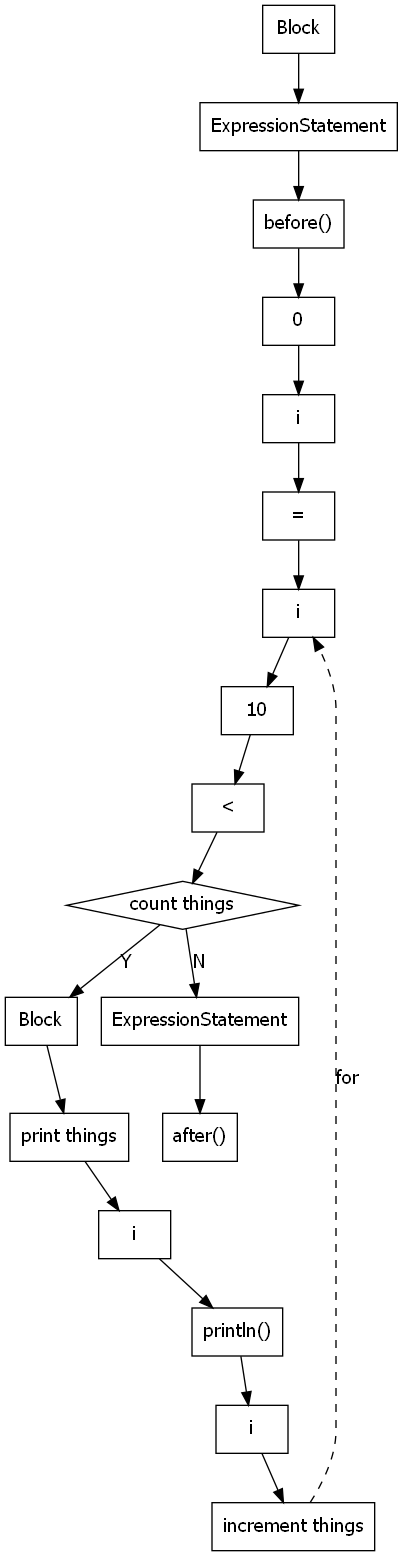 Block
ExpressionStatement
before()
0
i
=
i
10
<
count things
Y
N
Block
ExpressionStatement
for
print things
after()
i
println()
i
increment things